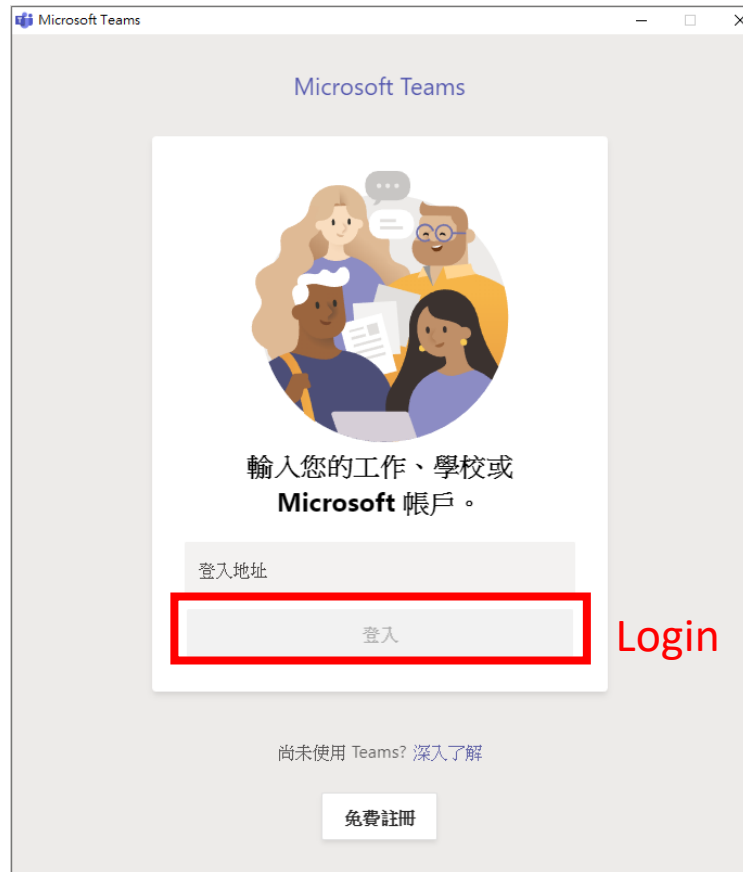 Microsoft Teams
Microsoft Teams
輸入您的工作、學校或
Microsoft 帳戶。
登入地址
登入
Login
尚未使用 Teams? 深入了解
免費註冊